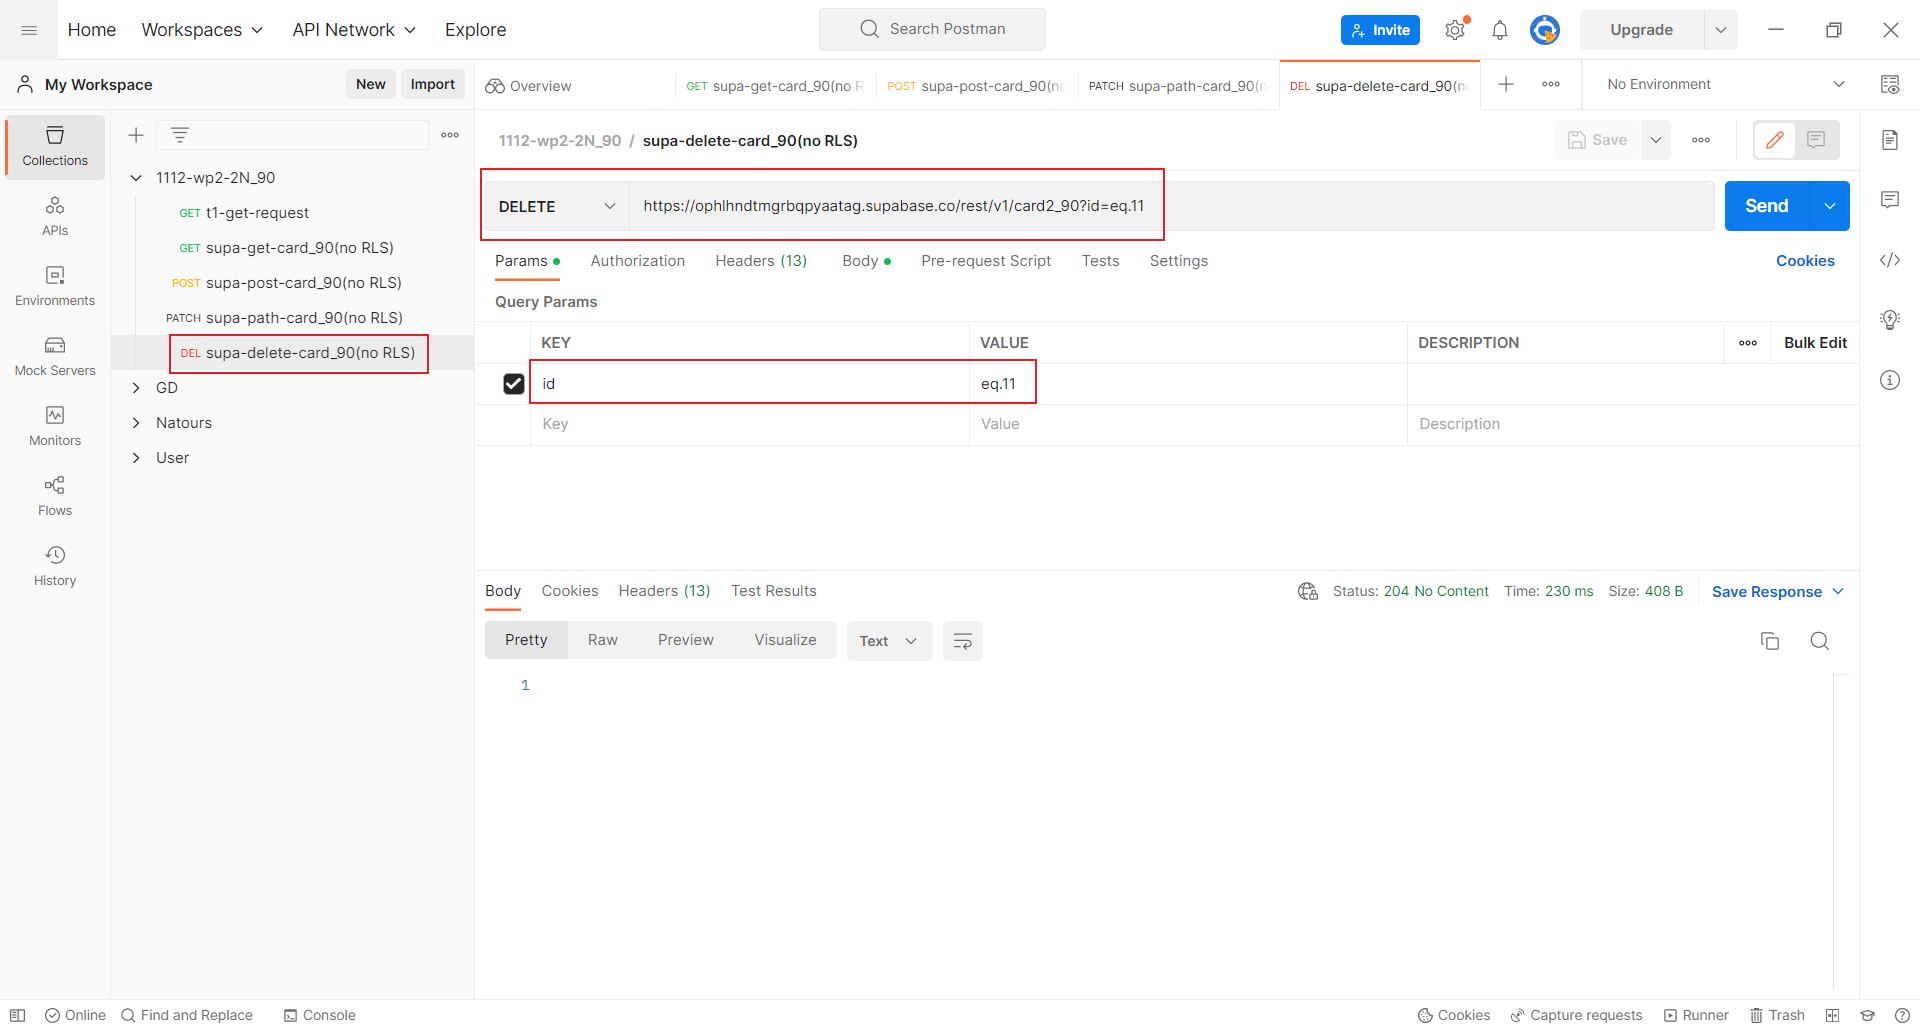 Home
Workspaces
API Network
Explore
Search Postman
Invite
Upgrade
My Workspace
New
Import
Overview
GET supa-get-card_90(no R
POST supa-post-card_90(no
PATCH supa-path-card_90(n
DEL supa-delete-card_90(n
No Environment
Collections
APIs
Environments
Mock Servers
Monitors
Flows
History
1112-wp2-2N_90
GET t1-get-request
GET supa-get-card_90(no RLS)
POST supa-post-card_90(no RLS)
PATCH supa-path-card_90(no RLS)
DEL supa-delete-card_90(no RLS)
GD
Natours
User
1112-wp2-2N_90 / supa-delete-card_90(no RLS)
Save
DELETE
https://ophlhndtmgrbqpyaatag.supabase.co/rest/v1/card2_90?id=eq.11
Send
Params
Authorization
Headers (13)
Body
Pre-request Script
Tests
Settings
Cookies
Query Params
KEY
VALUE
DESCRIPTION
Bulk Edit
id
eq.11
Key
Value
Description
Body
Cookies
Headers (13)
Test Results
Status: 204 No Content
Time: 230 ms
Size: 408 B
Save Response
Pretty
Raw
Preview
Visualize
Text
1
Online
Find and Replace
Console
Cookies
Capture requests
Runner
Trash